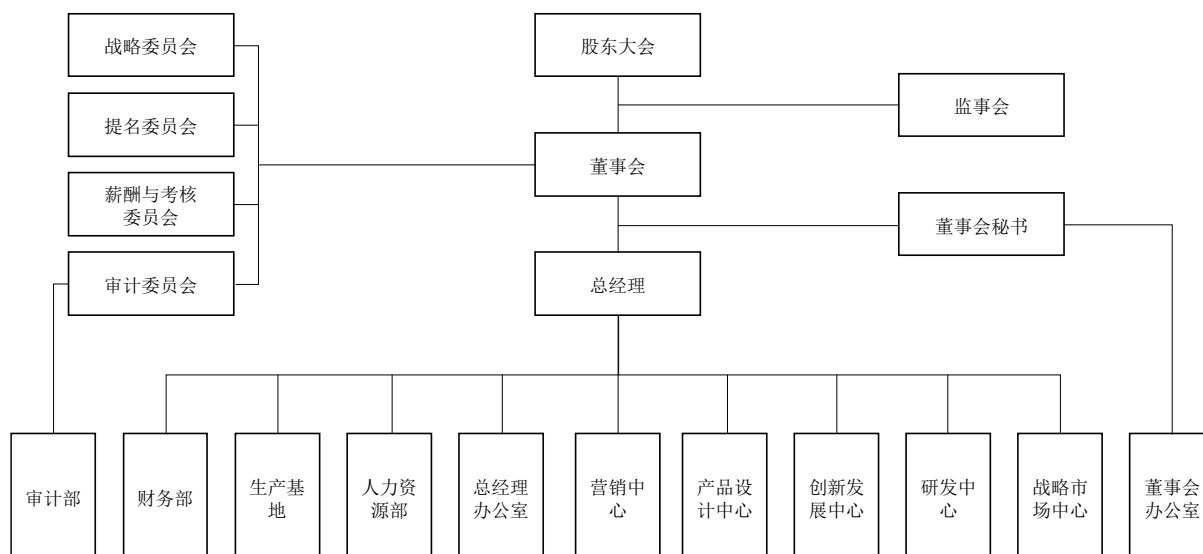 战略委员会
股东大会
监事会
提名委员会
董事会
薪酬与考核
委员会
董事会秘书
审计委员会
总经理
审计部
财务部
生产基
地
人力资
源部
总经理
办公室
营销中
心
产品设
计中心
创新发
展中心
研发中
心
战略市
场中心
董事会
办公室